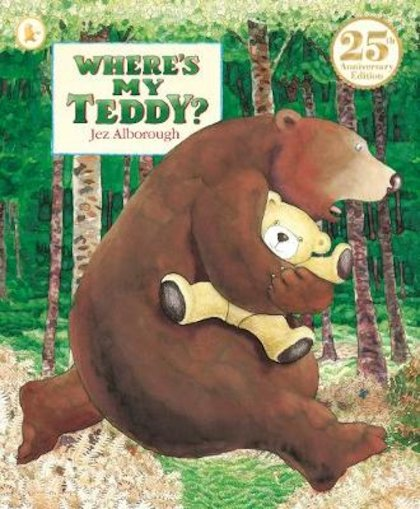 WHERE'S
MY
TEDDY?
Jez Alborough
25th
Anniversary
Edition